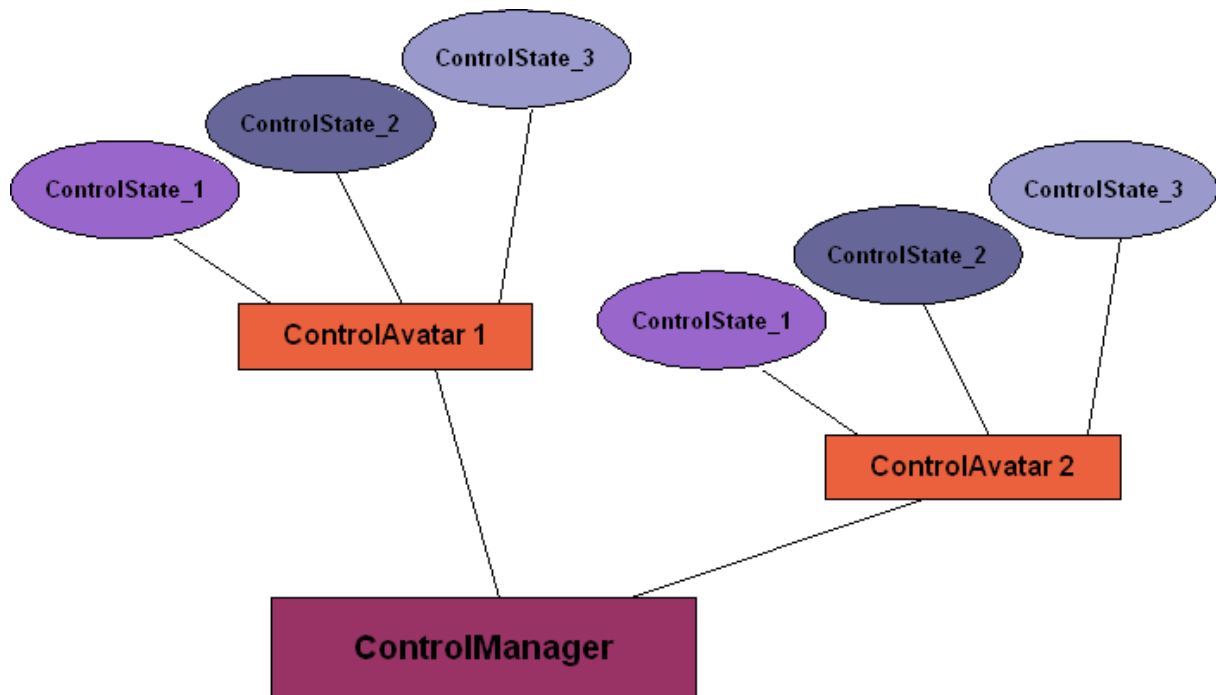 ControlState_3
ControlState_2
ControlState_1
ControlAvatar 1
ControlState_3
ControlState_2
ControlState_1
ControlAvatar 2
ControlManager